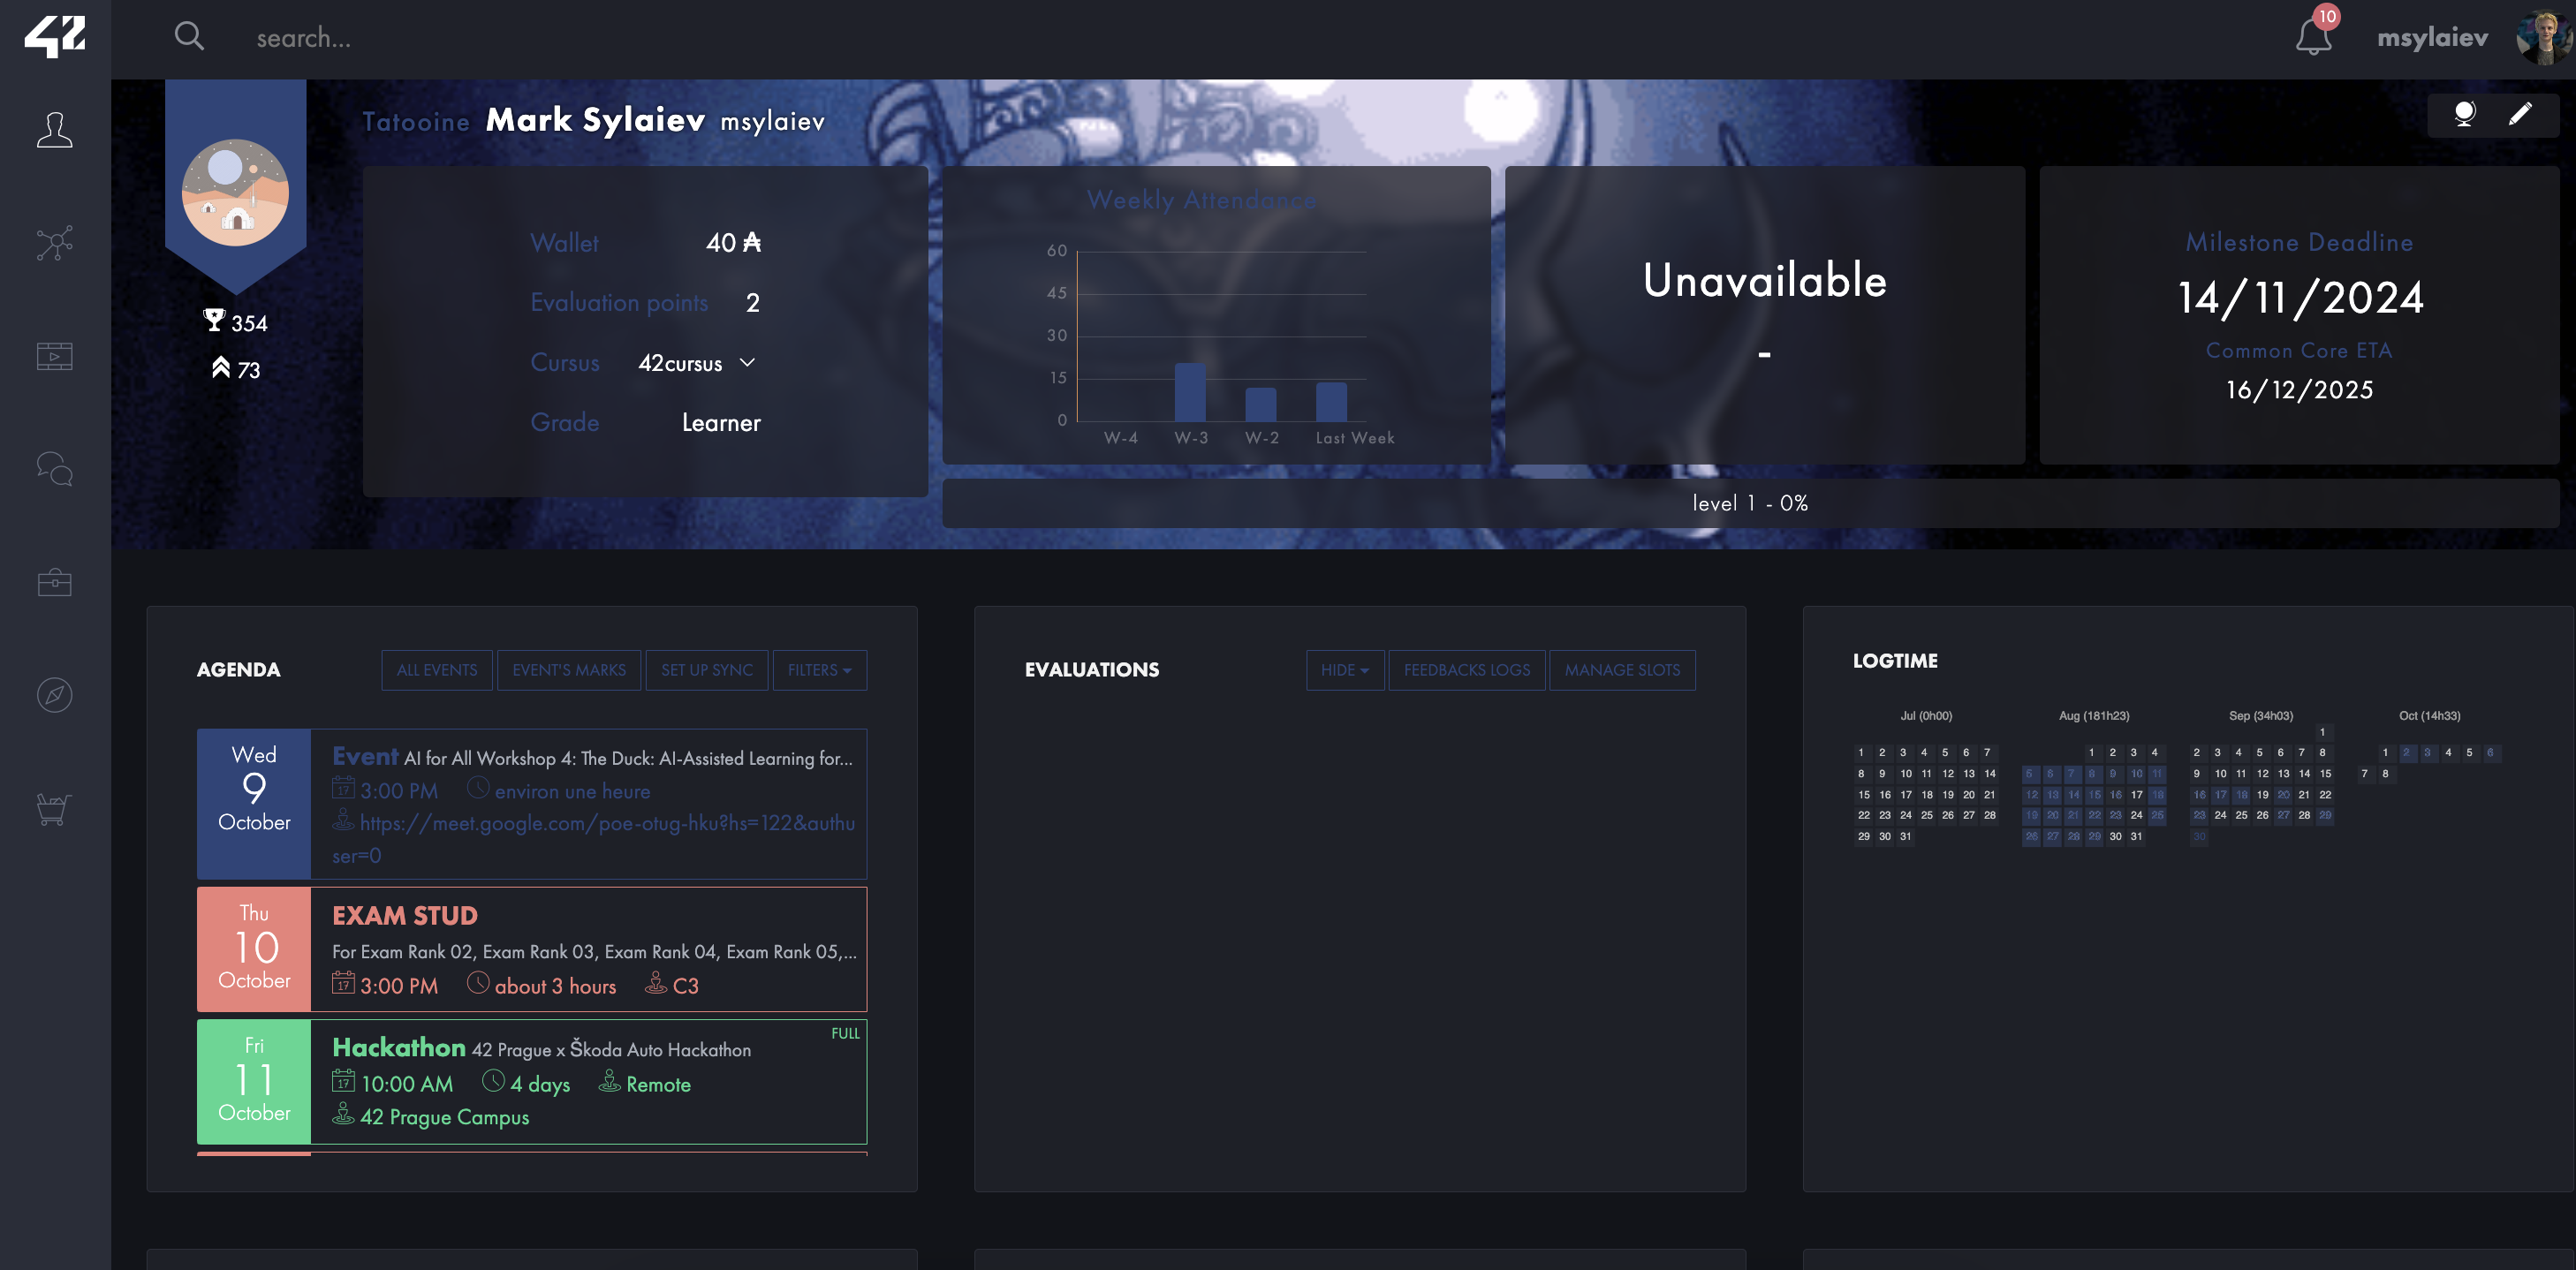 42
search...
10
msylaiev
Tatooine Mark Sylaiev msylaiev
354
73
Wallet 40 ₳
Evaluation points 2
Cursus 42cursus
Grade Learner
Weekly Attendance
60
45
30
15
0
W-4 W-3 W-2 Last Week
Unavailable
-
Milestone Deadline
14/11/2024
Common Core ETA
16/12/2025
level 1 - 0%
AGENDA ALL EVENTS EVENT'S MARKS SET UP SYNC FILTERS
Wed
9
October
Event AI for All Workshop 4: The Duck: AI-Assisted Learning for...
17 3:00 PM environ une heure
https://meet.google.com/poe-otug-hku?hs=122&authu
ser=0
Thu
10
October
EXAM STUD
For Exam Rank 02, Exam Rank 03, Exam Rank 04, Exam Rank 05,...
17 3:00 PM about 3 hours C3
Fri
11
October
FULL
Hackathon 42 Prague x Škoda Auto Hackathon
17 10:00 AM 4 days Remote
42 Prague Campus
EVALUATIONS HIDE FEEDBACKS LOGS MANAGE SLOTS
LOGTIME
Jul (0h00)
1 2 3 4 5 6 7
8 9 10 11 12 13 14
15 16 17 18 19 20 21
22 23 24 25 26 27 28
29 30 31
Aug (181h23)
1 2 3 4
5 6 7 8 9 10 11
12 13 14 15 16 17 18
19 20 21 22 23 24 25
26 27 28 29 30 31
Sep (34h03)
1
2 3 4 5 6 7 8
9 10 11 12 13 14 15
16 17 18 19 20 21 22
23 24 25 26 27 28 29
30
Oct (14h33)
1 2 3 4 5 6
7 8